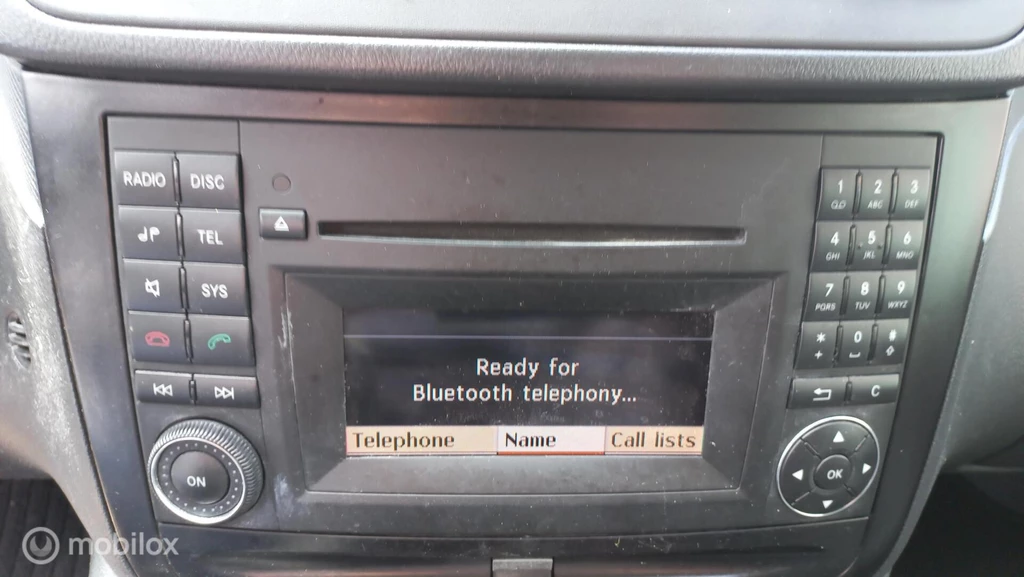 RADIO DISC
TEL
SYS
ON
Ready for
Bluetooth telephony...
Telephone Name Call lists
1 2 ABC 3 DEF
4 GHI 5 JKL 6 MNO
7 PQRS 8 TUV 9 WXYZ
* + 0 #
C
OK
mobilox